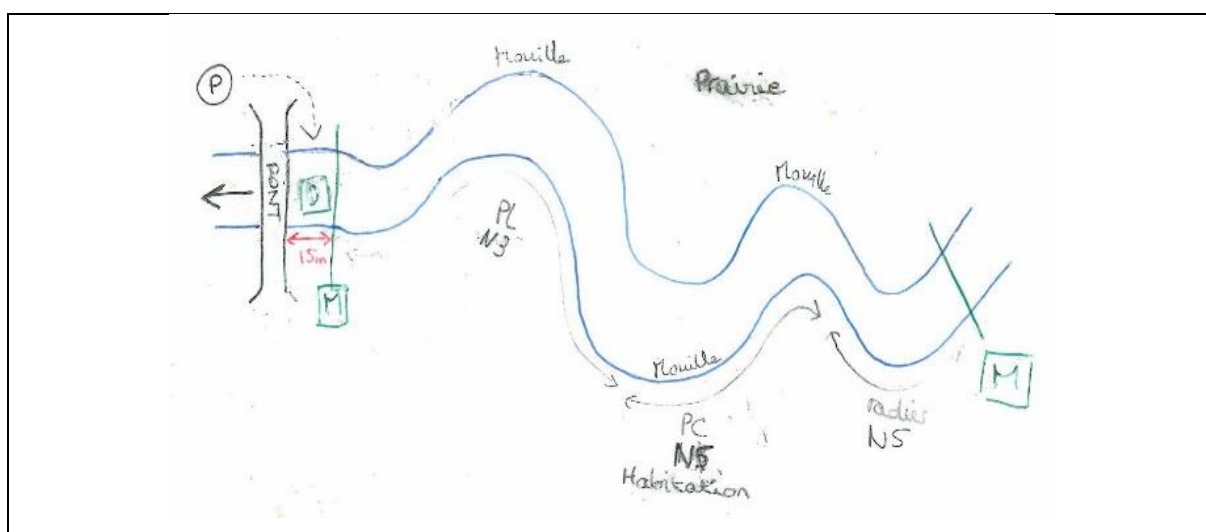 Mouille
Prairie
P
PONT
D
15m
M
PL
N3
Mouille
Mouille
PC
N5
Habitation
radier
N5
M